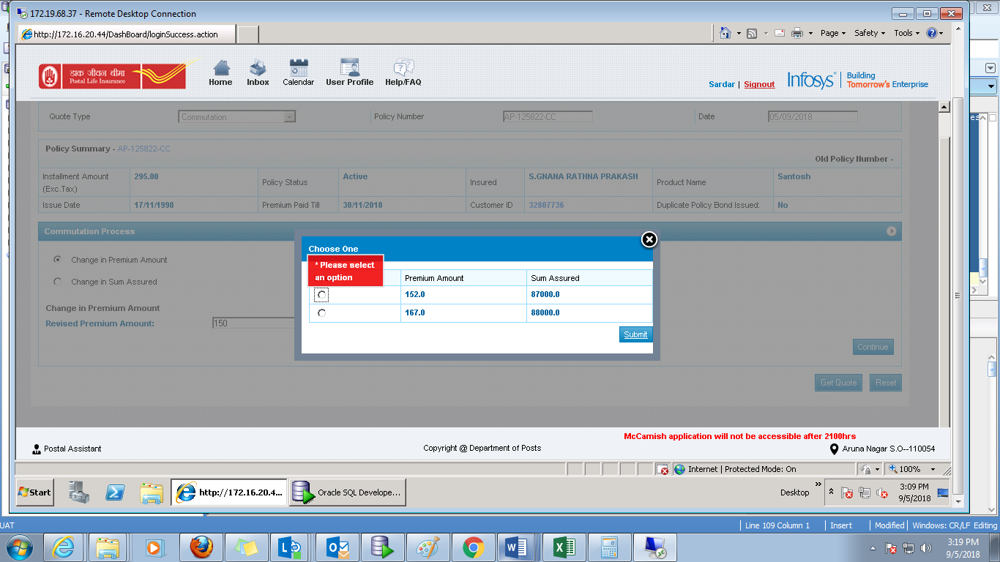 172.19.68.37 - Remote Desktop Connection
http://172.16.20.44/DashBoard/loginSuccess.action
Page
Safety
Tools
डाक जीवन बीमा
Postal Life Insurance
Home
Inbox
Calendar
User Profile
Help/FAQ
Sardar | Signout
Infosys | Building Tomorrow's Enterprise
Quote Type
Commutation
Policy Number
AP-125822-CC
Date
05/09/2018
Policy Summary - AP-125822-CC
Old Policy Number -
Installment Amount (Exc.Tax)
295.00
Policy Status
Active
Insured
S.GNANA RATHNA PRAKASH
Product Name
Santosh
Issue Date
17/11/1998
Premium Paid Till
30/11/2018
Customer ID
32807736
Duplicate Policy Bond Issued:
No
Commutation Process
Change in Premium Amount
Change in Sum Assured
Change in Premium Amount
Revised Premium Amount:
150
Choose One
* Please select
an option
Premium Amount
Sum Assured
152.0
87000.0
167.0
88000.0
Submit
Continue
Get Quote
Reset
McCamish application will not be accessible after 2100hrs
Postal Assistant
Copyright @ Department of Posts
Aruna Nagar S.O--110054
Internet | Protected Mode: On
100%
Start
http://172.16.20.4...
Oracle SQL Develope...
Desktop
3:09 PM
9/5/2018
UAT
Line 109 Column 1
Insert
Modified
Windows: CR/LF Editing
3:19 PM
9/5/2018